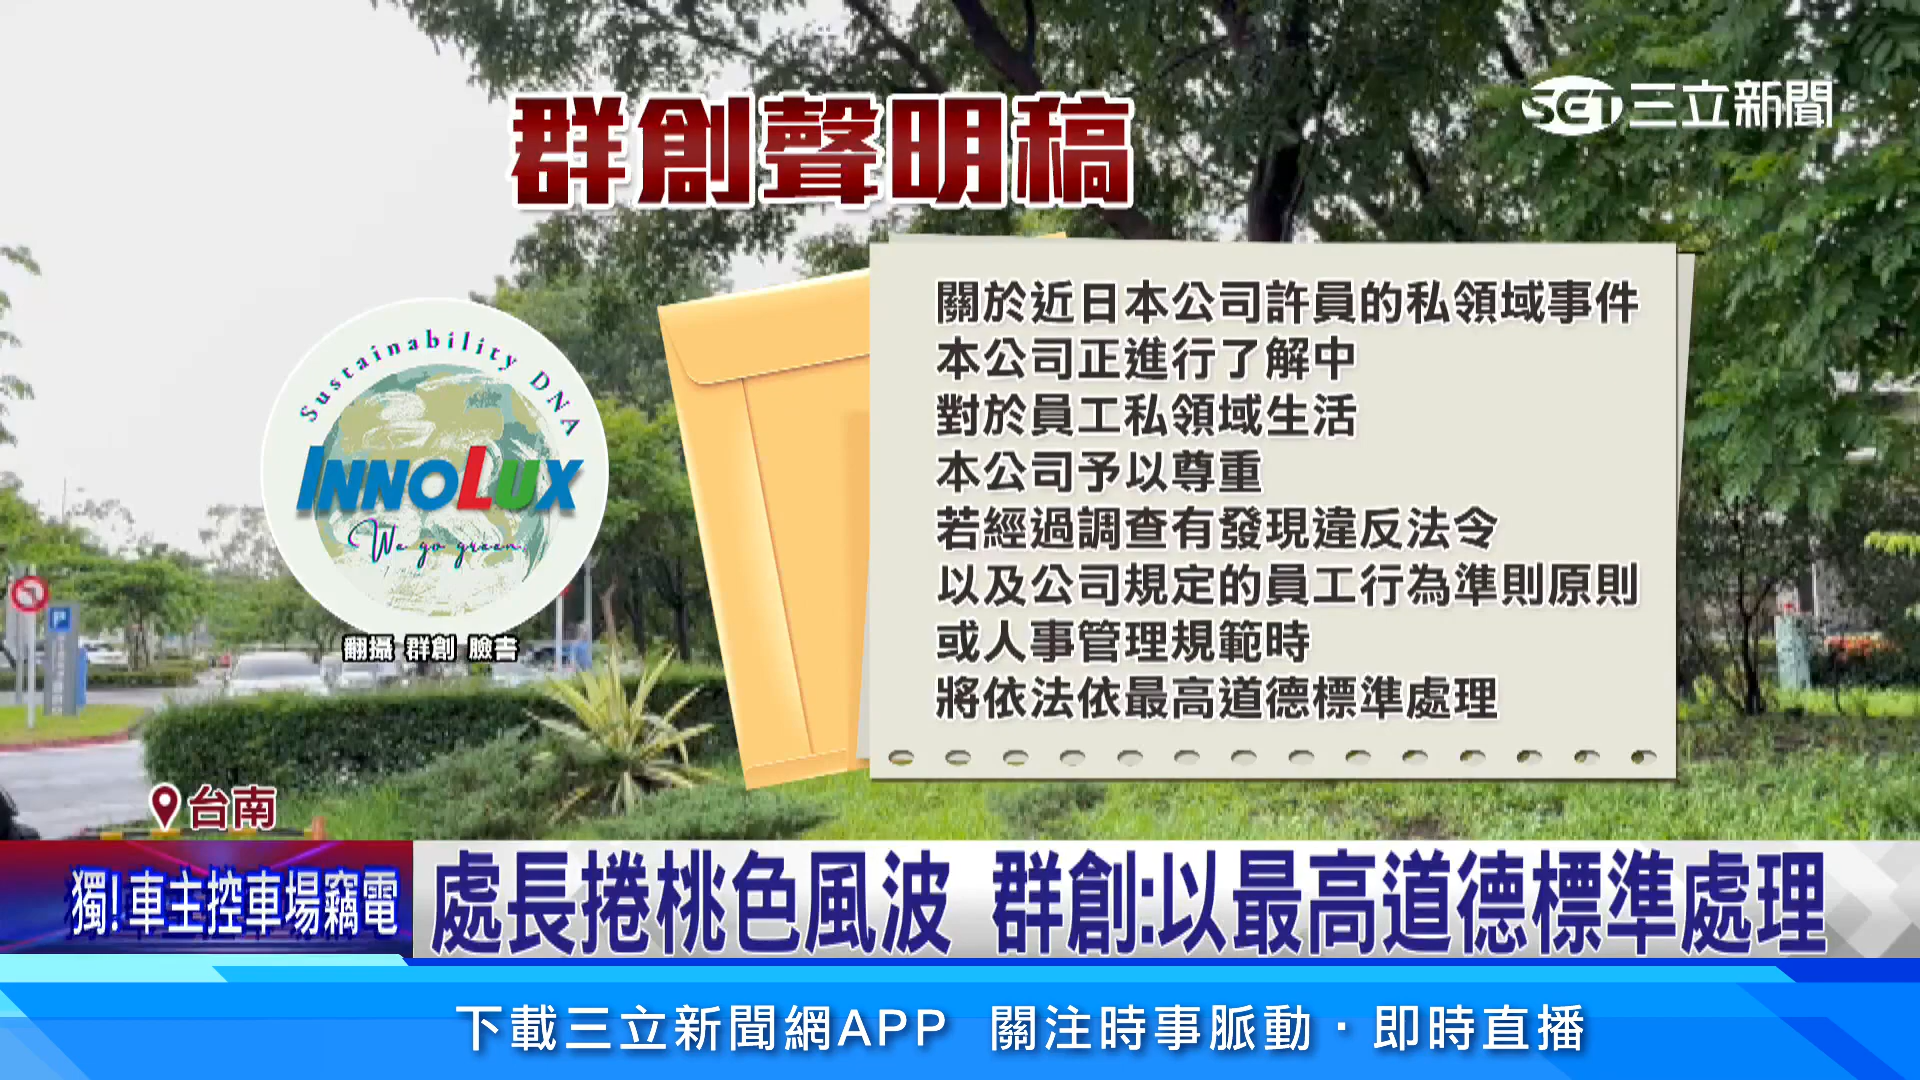 群創聲明稿
SET三立新聞
關於近日本公司許員的私領域事件
本公司正進行了解中
對於員工私領域生活
本公司予以尊重
若經過調查有發現違反法令
以及公司規定的員工行為準則原則
或人事管理規範時
將依法依最高道德標準處理
Sustainability DNA
INNOLUX
We go green
翻攝 群創 臉書
P
台南
獨!車主控車場竊電
處長捲桃色風波 群創:以最高道德標準處理
下載三立新聞網APP 關注時事脈動・即時直播